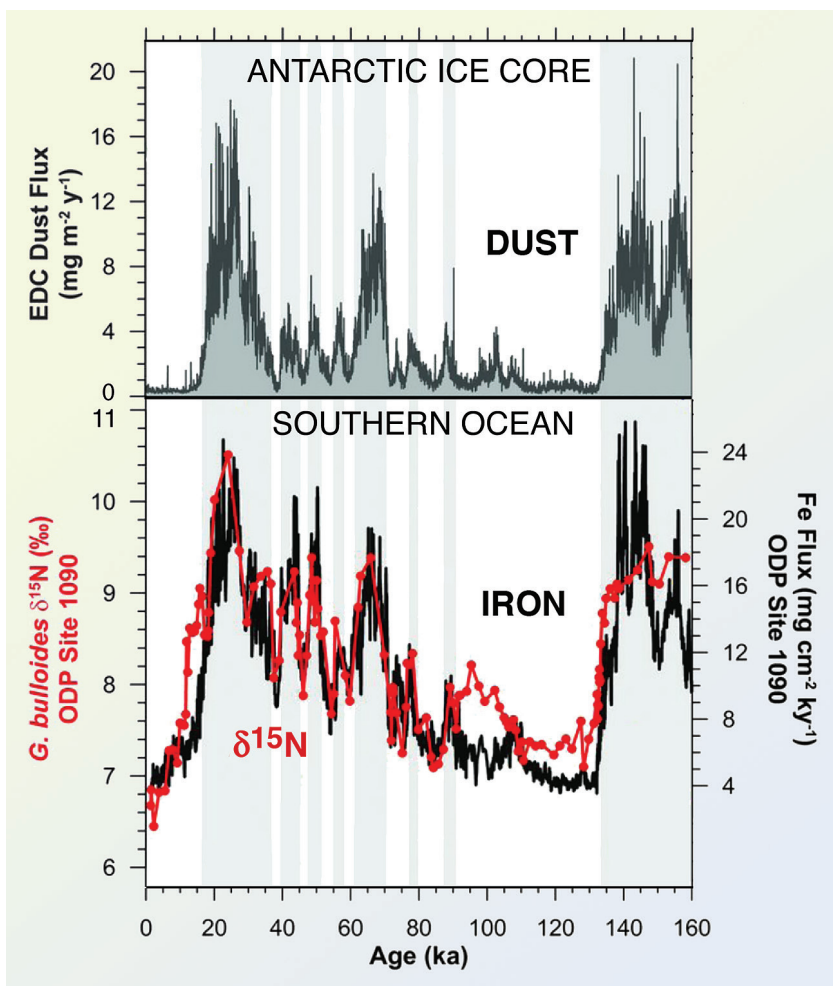 ANTARCTIC ICE CORE
EDC Dust Flux
(mg m⁻² y⁻¹)
20
16
12
8
4
0
DUST
SOUTHERN OCEAN
G. bulloides δ¹⁵N (‰)
ODP Site 1090
11
10
9
8
7
6
IRON
δ¹⁵N
24
20
16
12
8
4
Fe Flux (mg cm⁻² ky⁻¹)
ODP Site 1090
0 20 40 60 80 100 120 140 160
Age (ka)